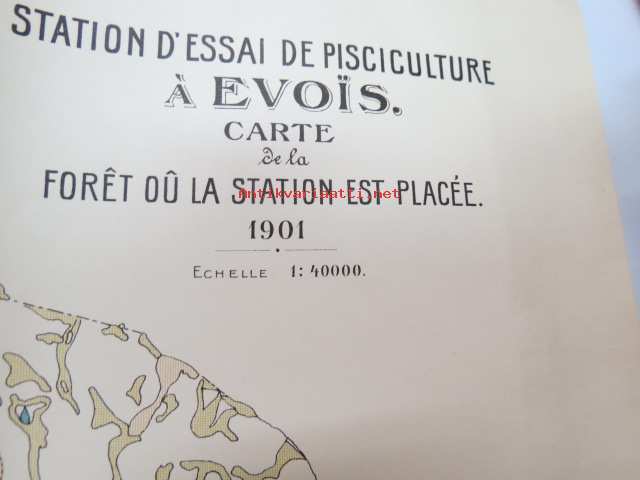 STATION D'ESSAI DE PISCICULTURE
À EVOÏS.
CARTE
de la
FORÊT OÛ LA STATION EST PLACÉE.
Antikvariaatti.net
1901
ECHELLE 1:40000.